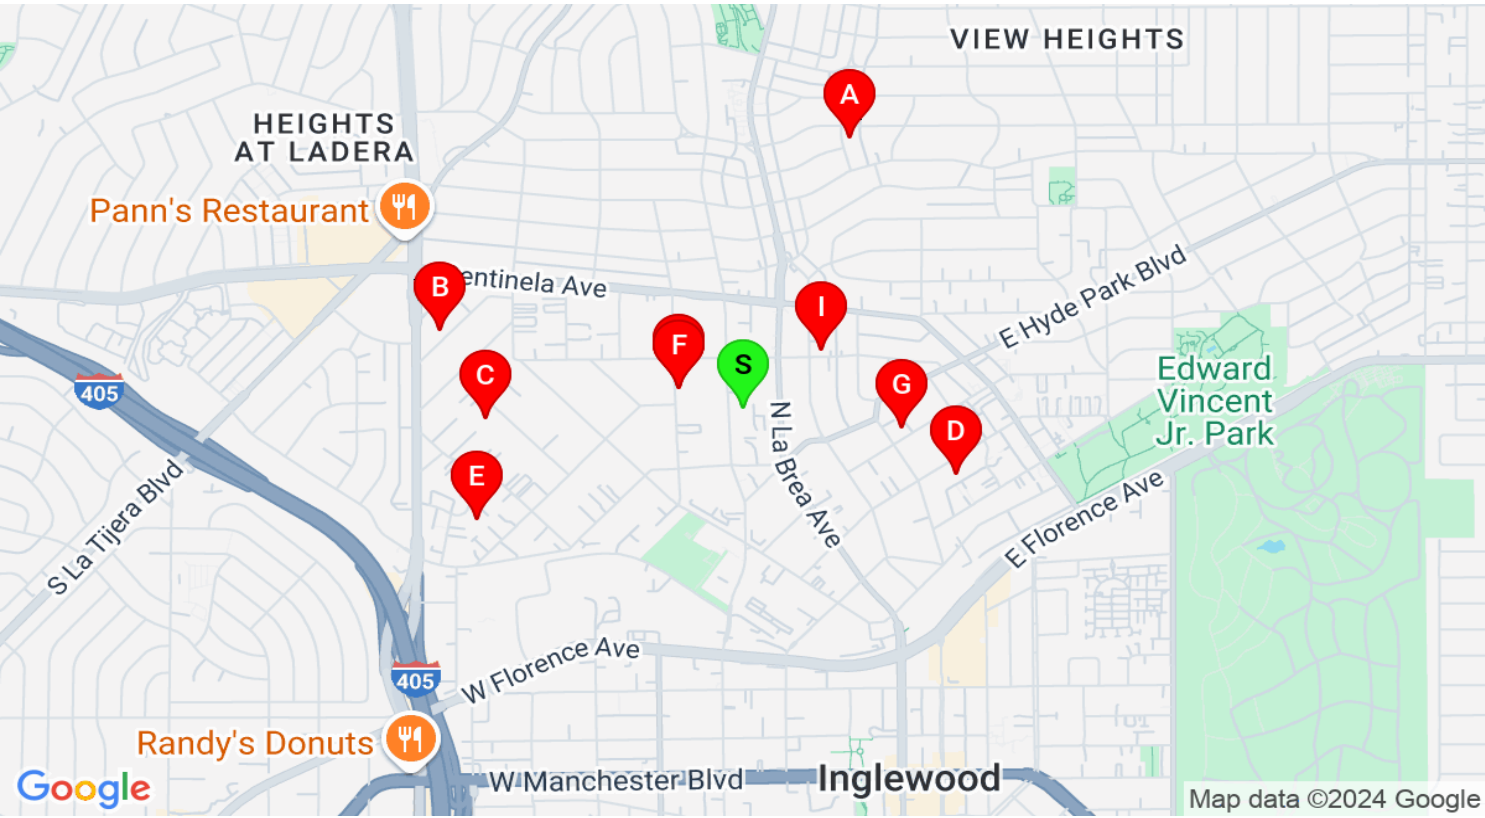 VIEW HEIGHTS
A
HEIGHTS
AT LADERA
Pann's Restaurant
E Hyde Park Blvd
B
entinela Ave
I
F
S
Edward
Vincent
Jr. Park
405
C
G
N La Brea Ave
D
E
S La Tijera Blvd
E Florence Ave
W Florence Ave
405
Randy's Donuts
Google
W Manchester Blvd
Inglewood
Map data ©2024 Google